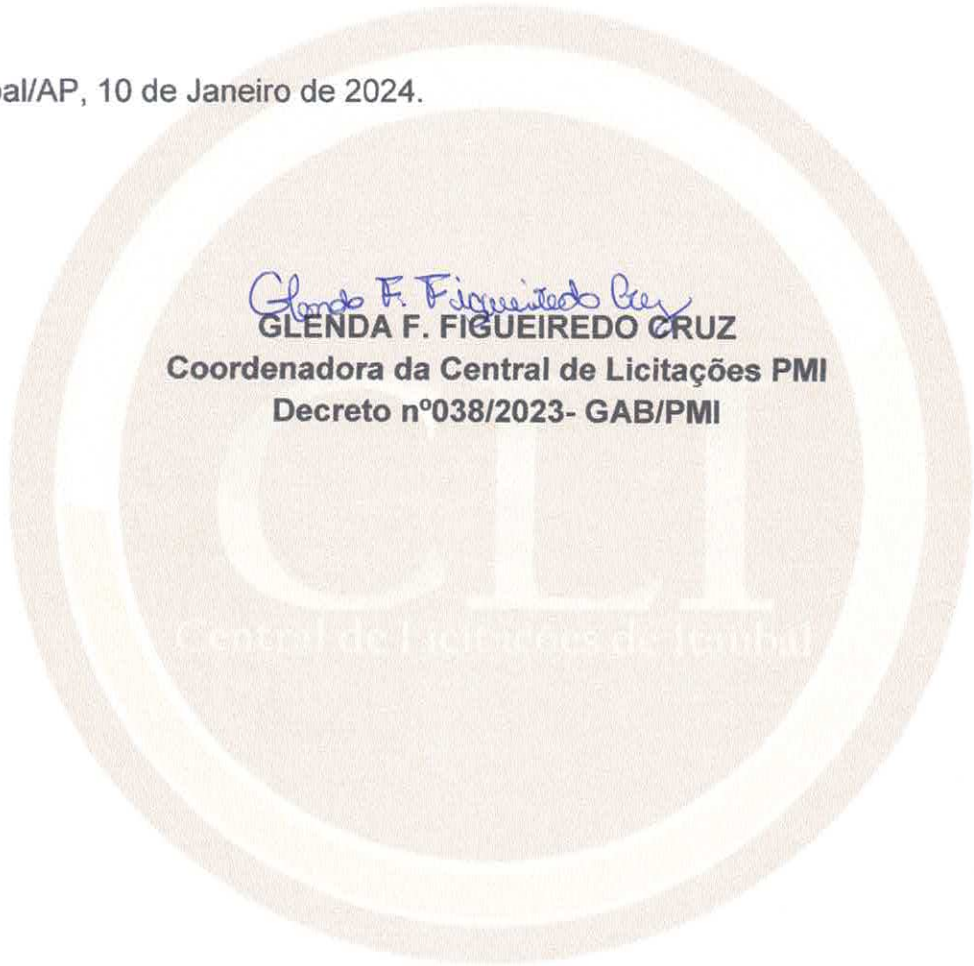 bal/AP, 10 de Janeiro de 2024.
Glenda F. Figueiredo Cruz
GLENDA F. FIGUEIREDO CRUZ
Coordenadora da Central de Licitações PMI
Decreto nº038/2023- GAB/PMI
CLI
Central de Licitações de Itaubal